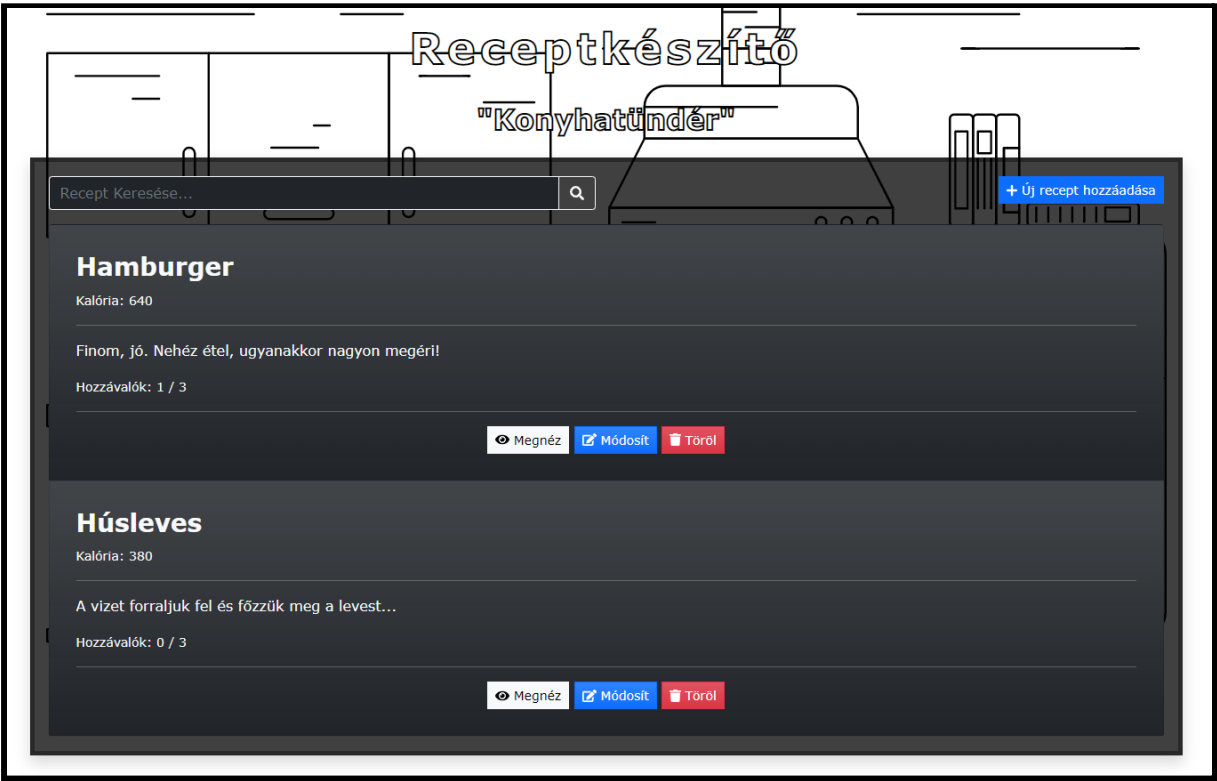 Receptkészítő
"Konyhatündér"
Recept Keresése...
Új recept hozzáadása
Hamburger
Kalória: 640
Finom, jó. Nehéz étel, ugyanakkor nagyon megéri!
Hozzávalók: 1 / 3
Megnéz Módosít Töröl
Húsleves
Kalória: 380
A vizet forraljuk fel és főzzük meg a levest...
Hozzávalók: 0 / 3
Megnéz Módosít Töröl